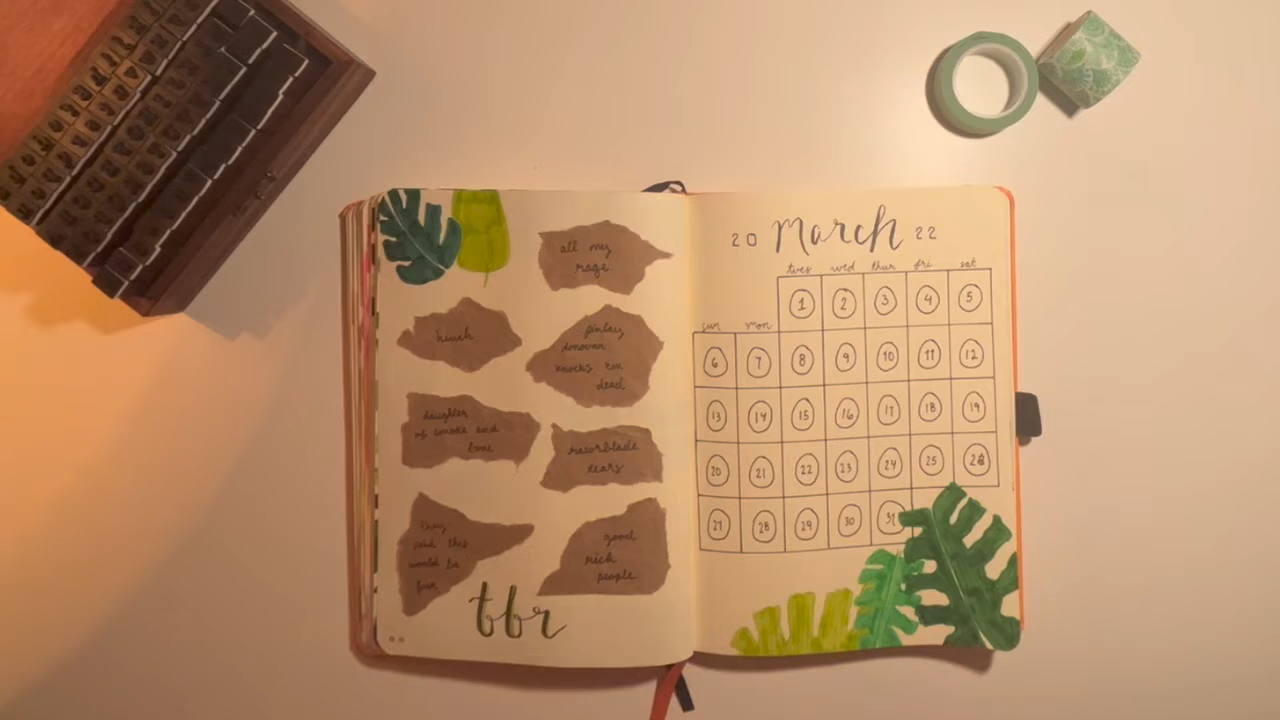 all my
rage
hench
finlay
donovan
knocks 'em
dead
daughter
of smoke and
bone
razorblade
tears
they
said this
would be
fun
good
rich
people
tbr
20 March 22
tues wed thur fri sat
1 2 3 4 5
sun mon
6 7 8 9 10 11 12
13 14 15 16 17 18 19
20 21 22 23 24 25 26
27 28 29 30 31